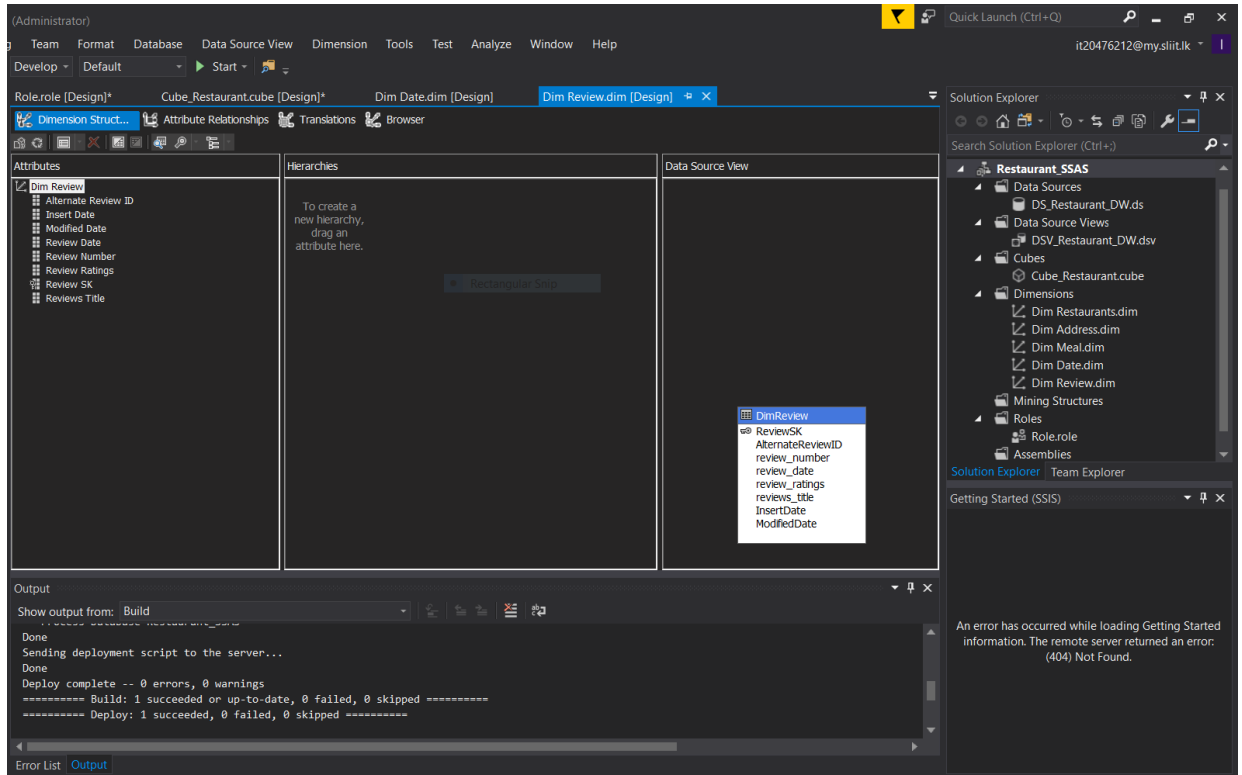 (Administrator)
Quick Launch (Ctrl+Q)
g Team Format Database Data Source View Dimension Tools Test Analyze Window Help
it20476212@my.sliit.lk
I
Develop Default Start
Role.role [Design]* Cube_Restaurant.cube [Design]* Dim Date.dim [Design] Dim Review.dim [Design]
Dimension Struct... Attribute Relationships Translations Browser
Attributes
Dim Review
Alternate Review ID
Insert Date
Modified Date
Review Date
Review Number
Review Ratings
Review SK
Reviews Title
Hierarchies
To create a
new hierarchy,
drag an
attribute here.
Rectangular Snip
Data Source View
DimReview
ReviewSK
AlternateReviewID
review_number
review_date
review_ratings
reviews_title
InsertDate
ModifiedDate
Solution Explorer
Search Solution Explorer (Ctrl+;)
Restaurant_SSAS
Data Sources
DS_Restaurant_DW.ds
Data Source Views
DSV_Restaurant_DW.dsv
Cubes
Cube_Restaurant.cube
Dimensions
Dim Restaurants.dim
Dim Address.dim
Dim Meal.dim
Dim Date.dim
Dim Review.dim
Mining Structures
Roles
Role.role
Assemblies
Solution Explorer Team Explorer
Getting Started (SSIS)
An error has occurred while loading Getting Started
information. The remote server returned an error:
(404) Not Found.
Output
Show output from: Build
Process Database Restaurant_SSAS
Done
Sending deployment script to the server...
Done
Deploy complete -- 0 errors, 0 warnings
========== Build: 1 succeeded or up-to-date, 0 failed, 0 skipped ==========
========== Deploy: 1 succeeded, 0 failed, 0 skipped ==========
Error List Output